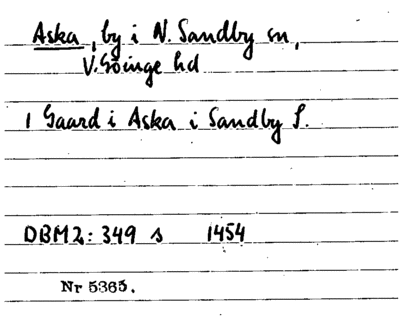 Aska, by i N. Sandby sn,
V. Göinge hd
1 Gaard i Aska i Sandby S.
DBM2: 349 s 1454
Nr 5365.